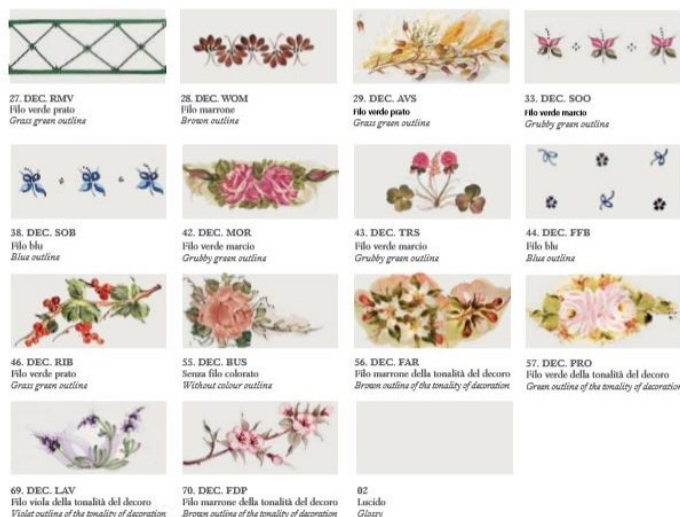 27. DEC. RMV
Filo verde prato
Grass green outline
28. DEC. WOM
Filo marrone
Brown outline
29. DEC. AVS
Filo verde prato
Grass green outline
33. DEC. SOO
Filo verde marcio
Grubby green outline
38. DEC. SOB
Filo blu
Blue outline
42. DEC. MOR
Filo verde marcio
Grubby green outline
43. DEC. TRS
Filo verde marcio
Grubby green outline
44. DEC. FFB
Filo blu
Blue outline
46. DEC. RIB
Filo verde prato
Grass green outline
55. DEC. BUS
Senza filo colorato
Without colour outline
56. DEC. FAR
Filo marrone della tonalità del decoro
Brown outline of the tonality of decoration
57. DEC. PRO
Filo verde della tonalità del decoro
Green outline of the tonality of decoration
69. DEC. LAV
Filo viola della tonalità del decoro
Violet outline of the tonality of decoration
70. DEC. FDP
Filo marrone della tonalità del decoro
Brown outline of the tonality of decoration
02
Lucido
Glossy